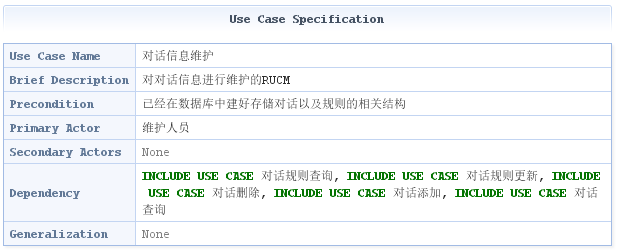 Use Case Specification
Use Case Name 对话信息维护
Brief Description 对对话信息进行维护的RUCM
Precondition 已经在数据库中建好存储对话以及规则的相关结构
Primary Actor 维护人员
Secondary Actors None
Dependency INCLUDE USE CASE 对话规则查询, INCLUDE USE CASE 对话规则更新, INCLUDE
USE CASE 对话删除, INCLUDE USE CASE 对话添加, INCLUDE USE CASE 对话
查询
Generalization None